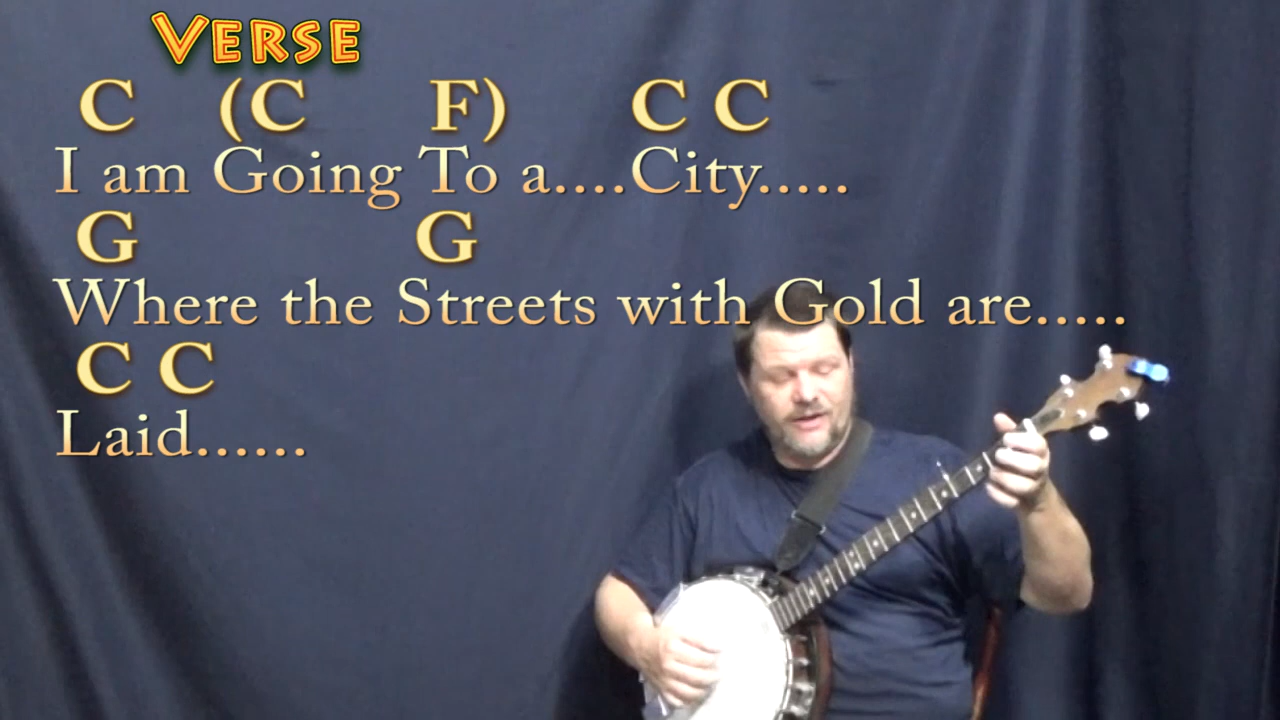 VERSE
C (C F) C C
I am Going To a....City.....
G G
Where the Streets with Gold are.....
C C
Laid......